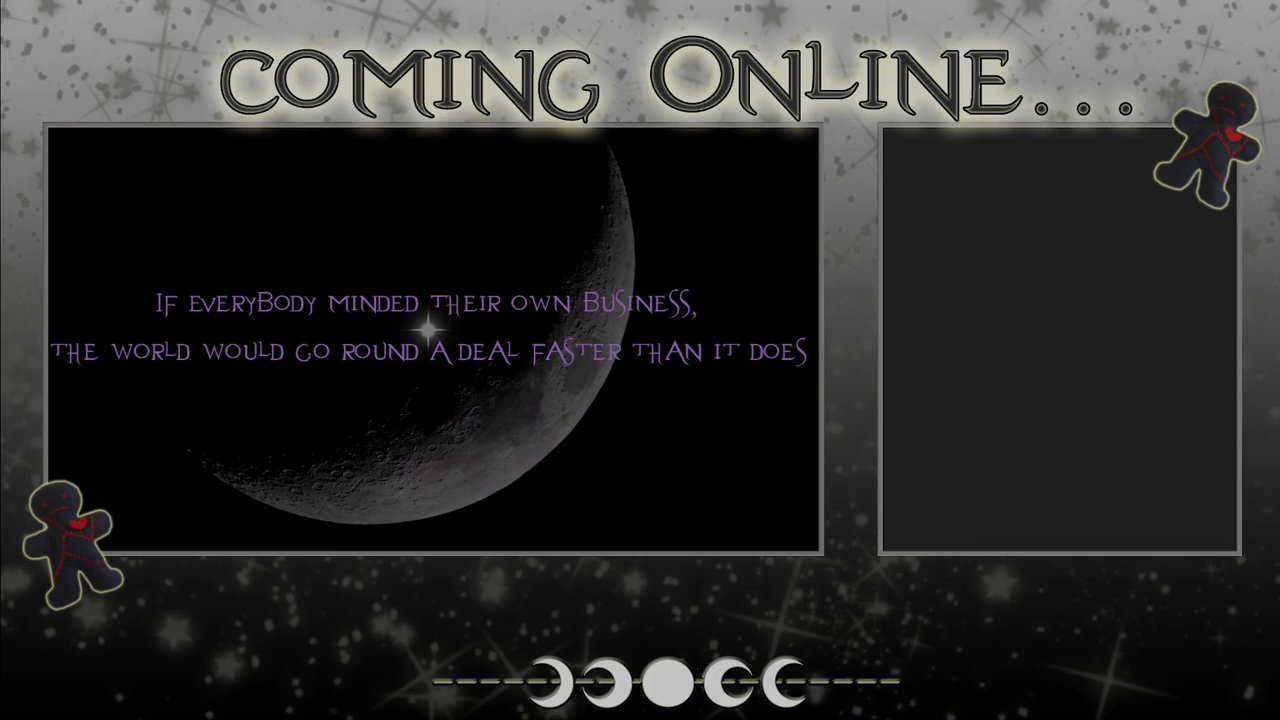 Coming Online...
If everybody minded their own business,
the world would go round a deal faster than it does